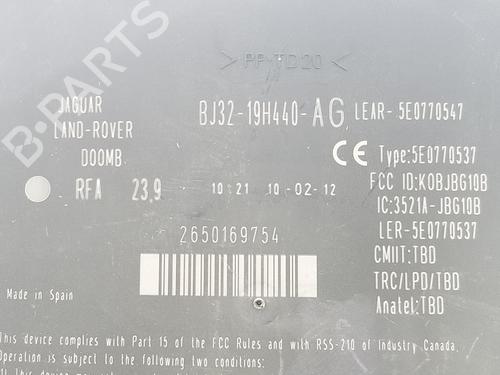 B-PARTS
>PP-TD20<
JAGUAR
LAND-ROVER
DOOMB
BJ32-19H440-AG
LEAR-5E0770547
CE Type:5E0770537
RFA 23.9
10:21 10-02-12
FCC ID:KOBJBG10B
IC:3521A-JBG10B
LER-5E0770537
2650169754
CMIIT:TBD
TRC/LPD/TBD
Anatel:TBD
Made in Spain
This device complies with Part 15 of the FCC Rules and with RSS-210 of Industry Canada.
Operation is subject to the following two conditions: